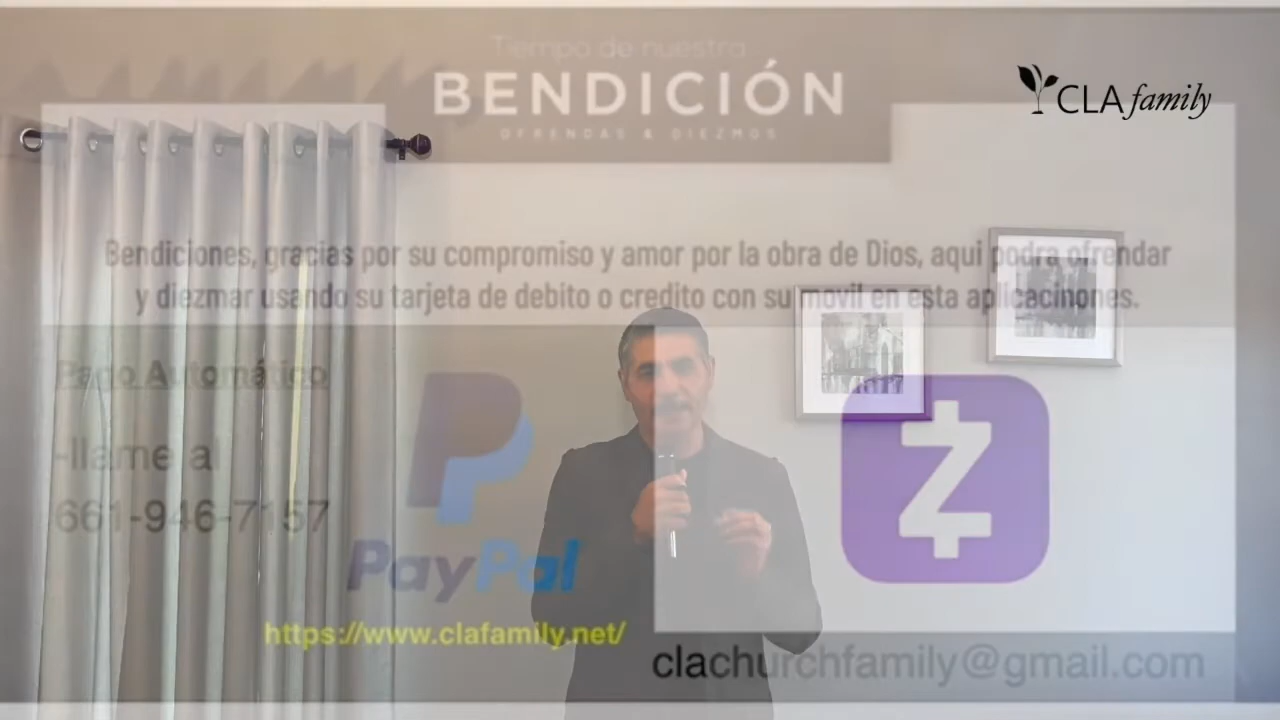 Tiempo de nuestra
BENDICIÓN
OFRENDAS & DIEZMOS
CLA family
Bendiciones, gracias por su compromiso y amor por la obra de Dios, aqui podra ofrendar
y diezmar usando su tarjeta de debito o credito con su movil en esta aplicacinones.
Pago Automático
-llame al
661-946-7157
PayPal
https://www.clafamily.net/
clachurchfamily@gmail.com